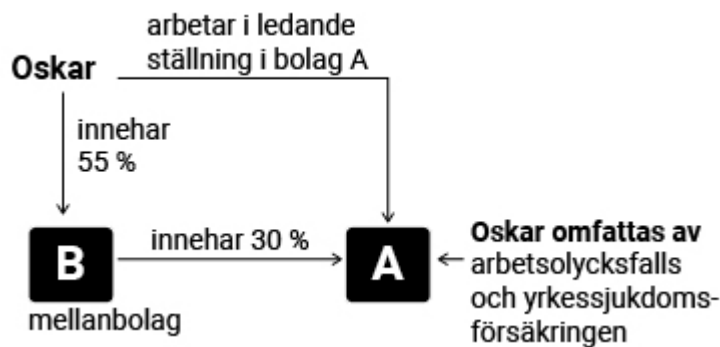 arbetar i ledande
ställning i bolag A
Oskar
innehar
55 %
B
innehar 30 %
A
Oskar omfattas av
arbetsolycksfalls
och yrkessjukdoms-
försäkringen
mellanbolag